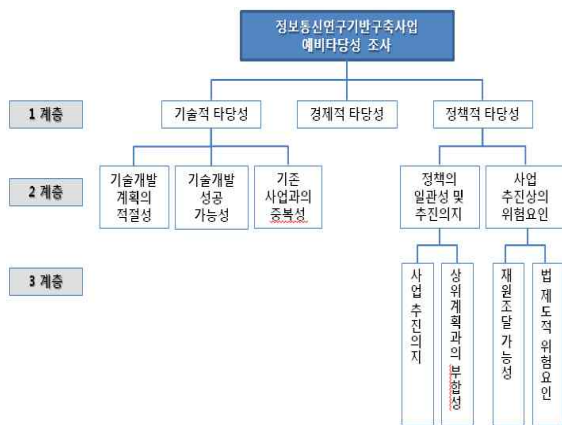 정보통신연구기반구축사업
예비타당성 조사
1 계층
기술적 타당성
경제적 타당성
정책적 타당성
2 계층
기술개발
계획의
적절성
기술개발
성공
가능성
기존
사업과의
중복성
정책의
일관성 및
추진의지
사업
추진상의
위험요인
3 계층
사업 추진의지
상위계획과의 부합성
재원조달 가능성
법 제도적 위험요인